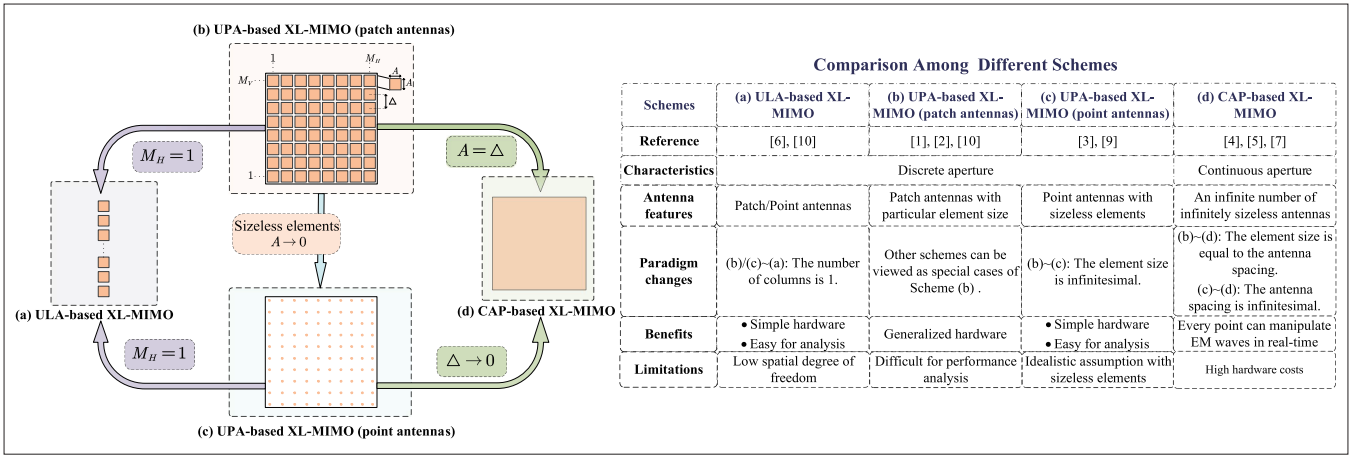 (b) UPA-based XL-MIMO (patch antennas)
1
M_H
M_V
A
A
△
1
M_H = 1
A = △
Sizeless elements
A → 0
(a) ULA-based XL-MIMO
(d) CAP-based XL-MIMO
M_H = 1
△ → 0
(c) UPA-based XL-MIMO (point antennas)
Comparison Among Different Schemes
Schemes
(a) ULA-based XL-
MIMO
(b) UPA-based XL-
MIMO (patch antennas)
(c) UPA-based XL-
MIMO (point antennas)
(d) CAP-based XL-
MIMO
Reference
[6], [10]
[1], [2], [10]
[3], [9]
[4], [5], [7]
Characteristics
Discrete aperture
Continuous aperture
Antenna
features
Patch/Point antennas
Patch antennas with
particular element size
Point antennas with
sizeless elements
An infinite number of
infinitely sizeless antennas
Paradigm
changes
(b)/(c)~(a): The number
of columns is 1.
Other schemes can be
viewed as special cases of
Scheme (b) .
(b)~(c): The element size
is infinitesimal.
(b)~(d): The element size is
equal to the antenna
spacing.
(c)~(d): The antenna
spacing is infinitesimal.
Benefits
● Simple hardware
● Easy for analysis
Generalized hardware
● Simple hardware
● Easy for analysis
Every point can manipulate
EM waves in real-time
Limitations
Low spatial degree of
freedom
Difficult for performance
analysis
Idealistic assumption with
sizeless elements
High hardware costs